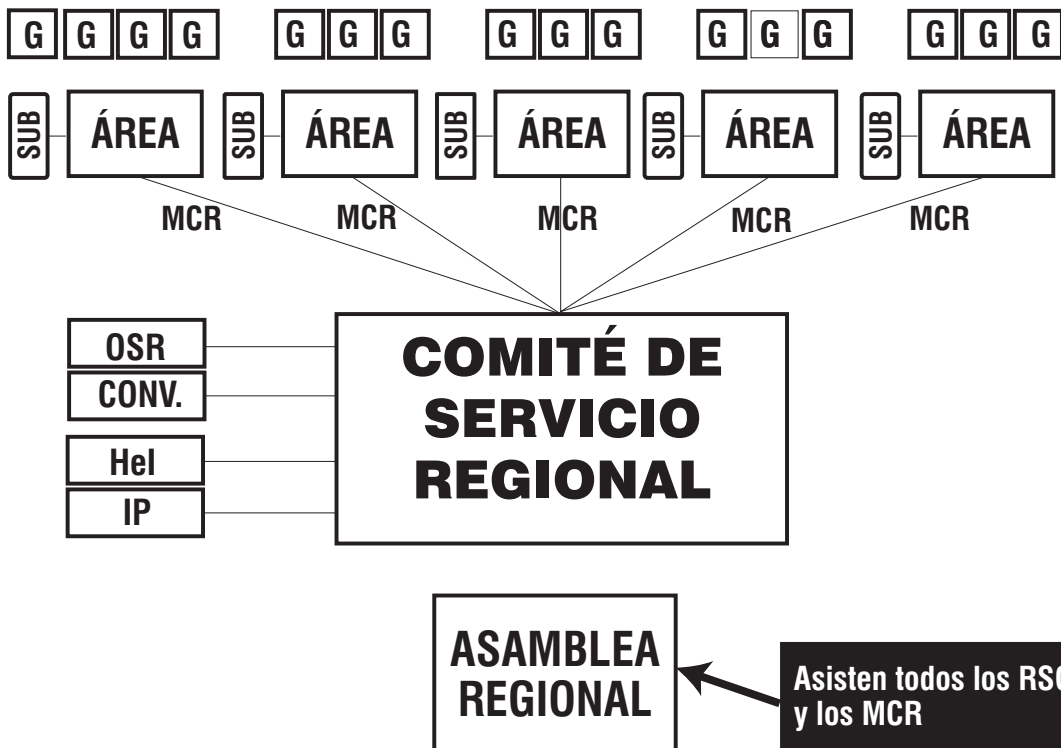 G G G G G G G G G G G G G G G G
SUB ÁREA SUB ÁREA SUB ÁREA SUB ÁREA SUB ÁREA
MCR MCR MCR MCR MCR
OSR
CONV.
HeI
IP
COMITÉ DE
SERVICIO
REGIONAL
ASAMBLEA
REGIONAL
Asisten todos los
y los MCR